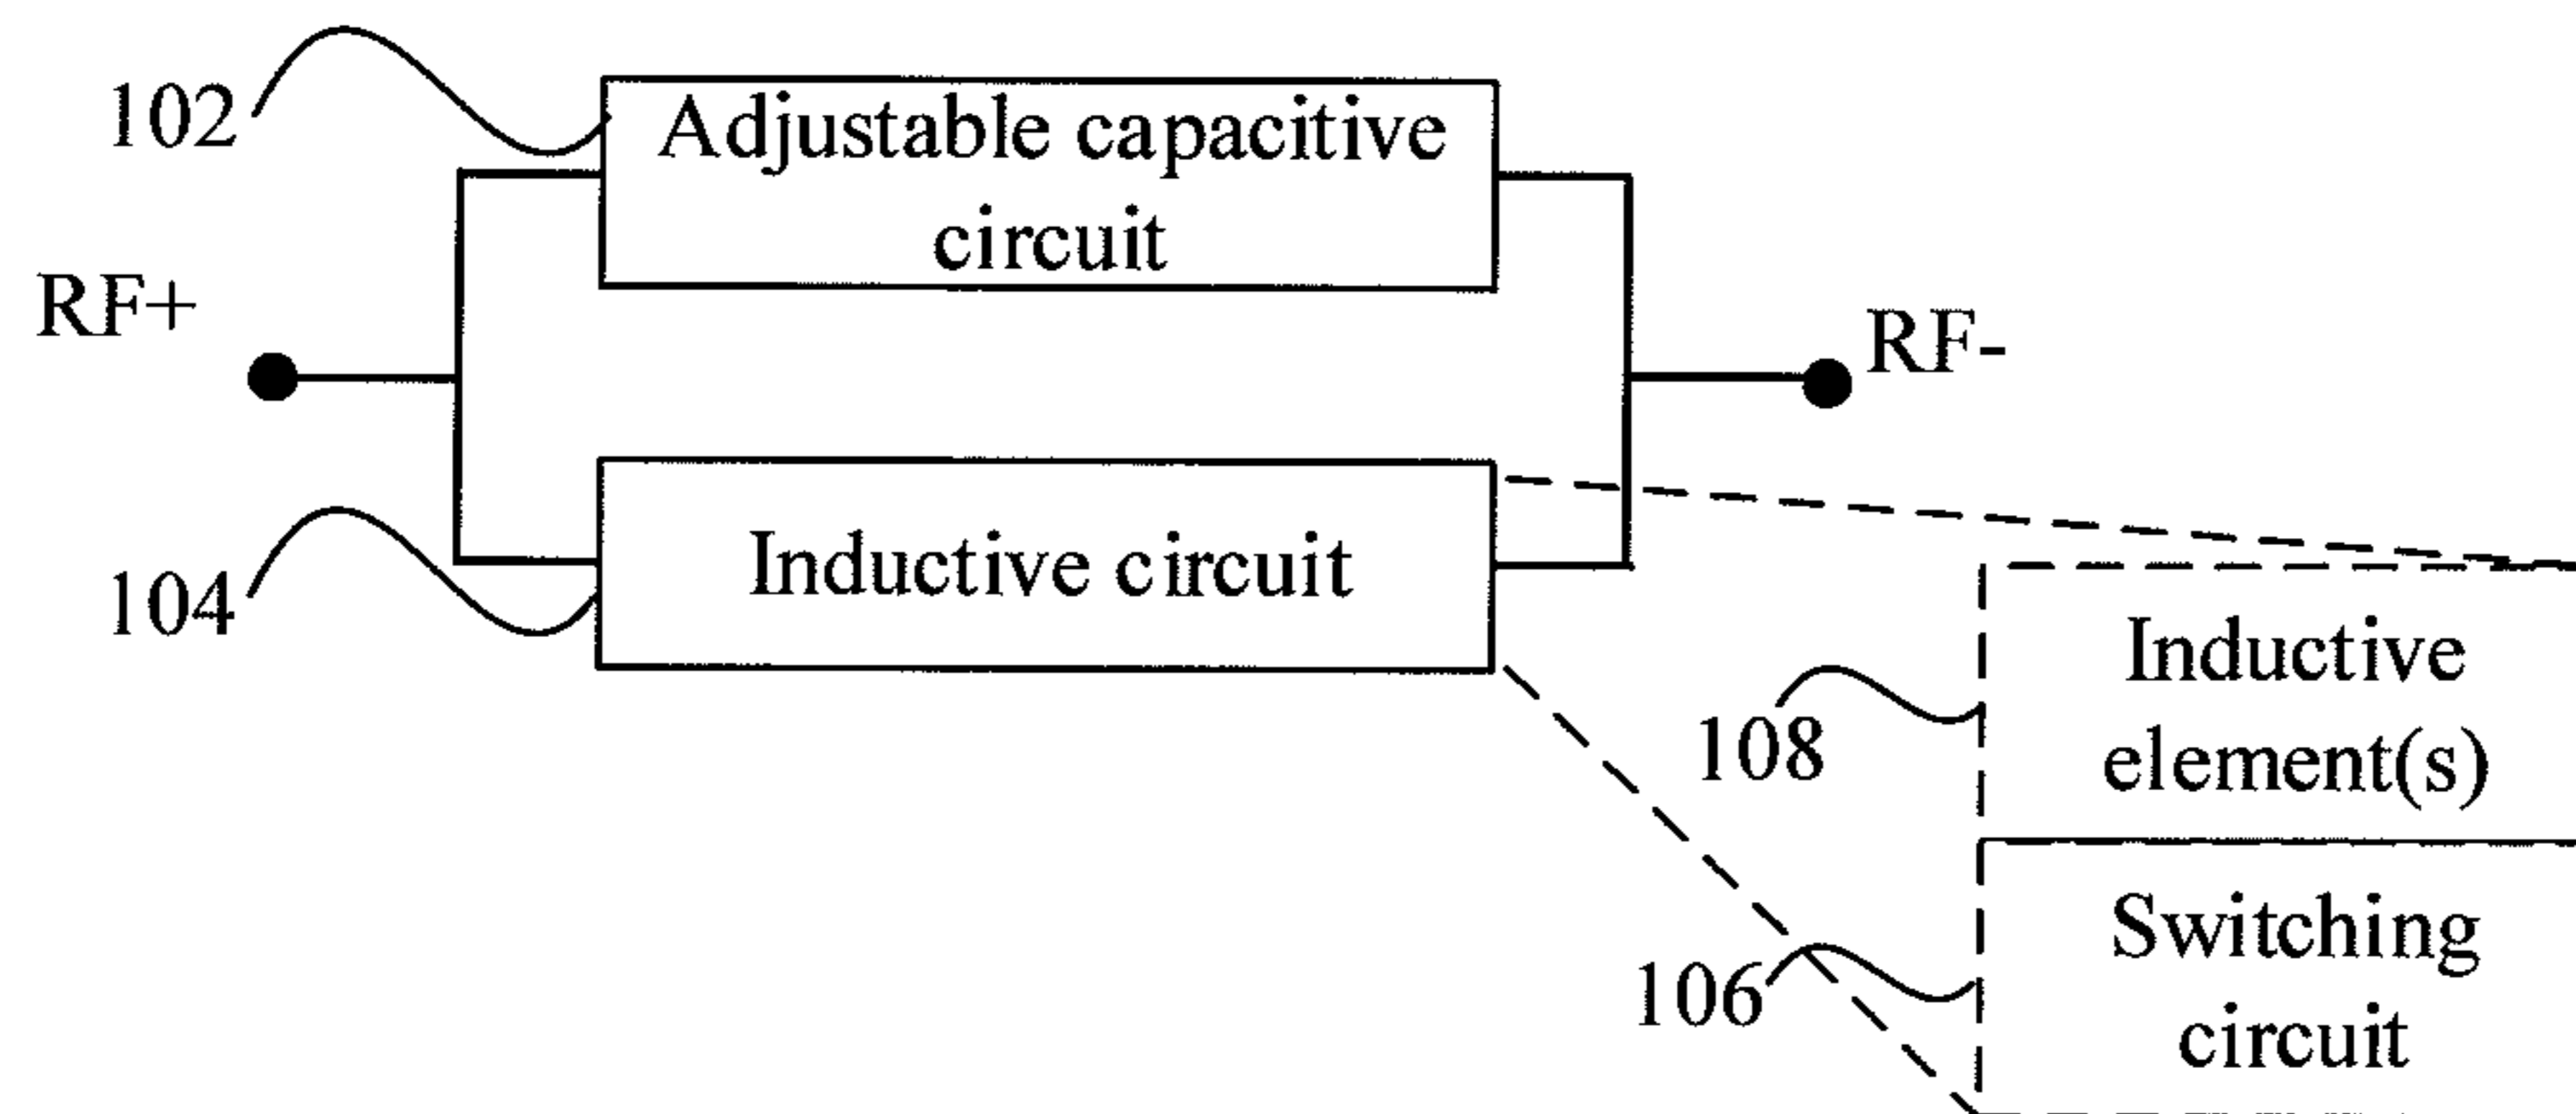 102
Adjustable capacitive
circuit
RF+
RF-
104
Inductive circuit
108
Inductive
element(s)
106
Switching
circuit